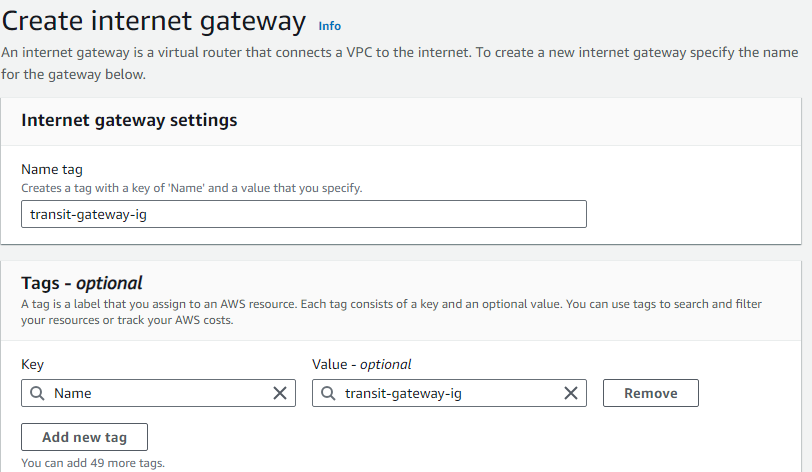 Create internet gateway Info
An internet gateway is a virtual router that connects a VPC to the internet. To create a new internet gateway specify the name
for the gateway below.
Internet gateway settings
Name tag
Creates a tag with a key of 'Name' and a value that you specify.
transit-gateway-ig
Tags - optional
A tag is a label that you assign to an AWS resource. Each tag consists of a key and an optional value. You can use tags to search and filter
your resources or track your AWS costs.
Key Value - optional
Name transit-gateway-ig Remove
Add new tag
You can add 49 more tags.